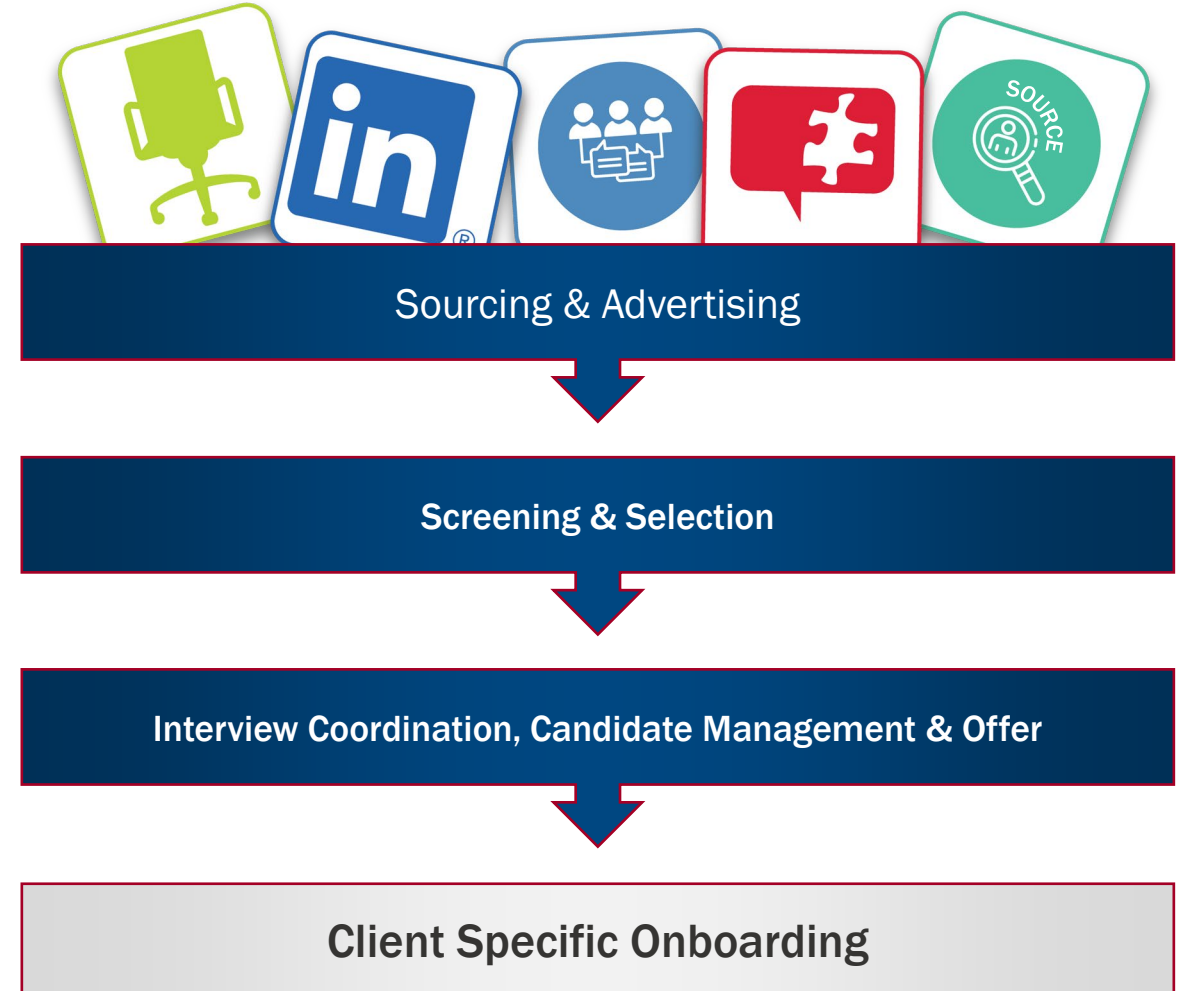 in
®
SOURCE
Sourcing & Advertising
Screening & Selection
Interview Coordination, Candidate Management & Offer
Client Specific Onboarding